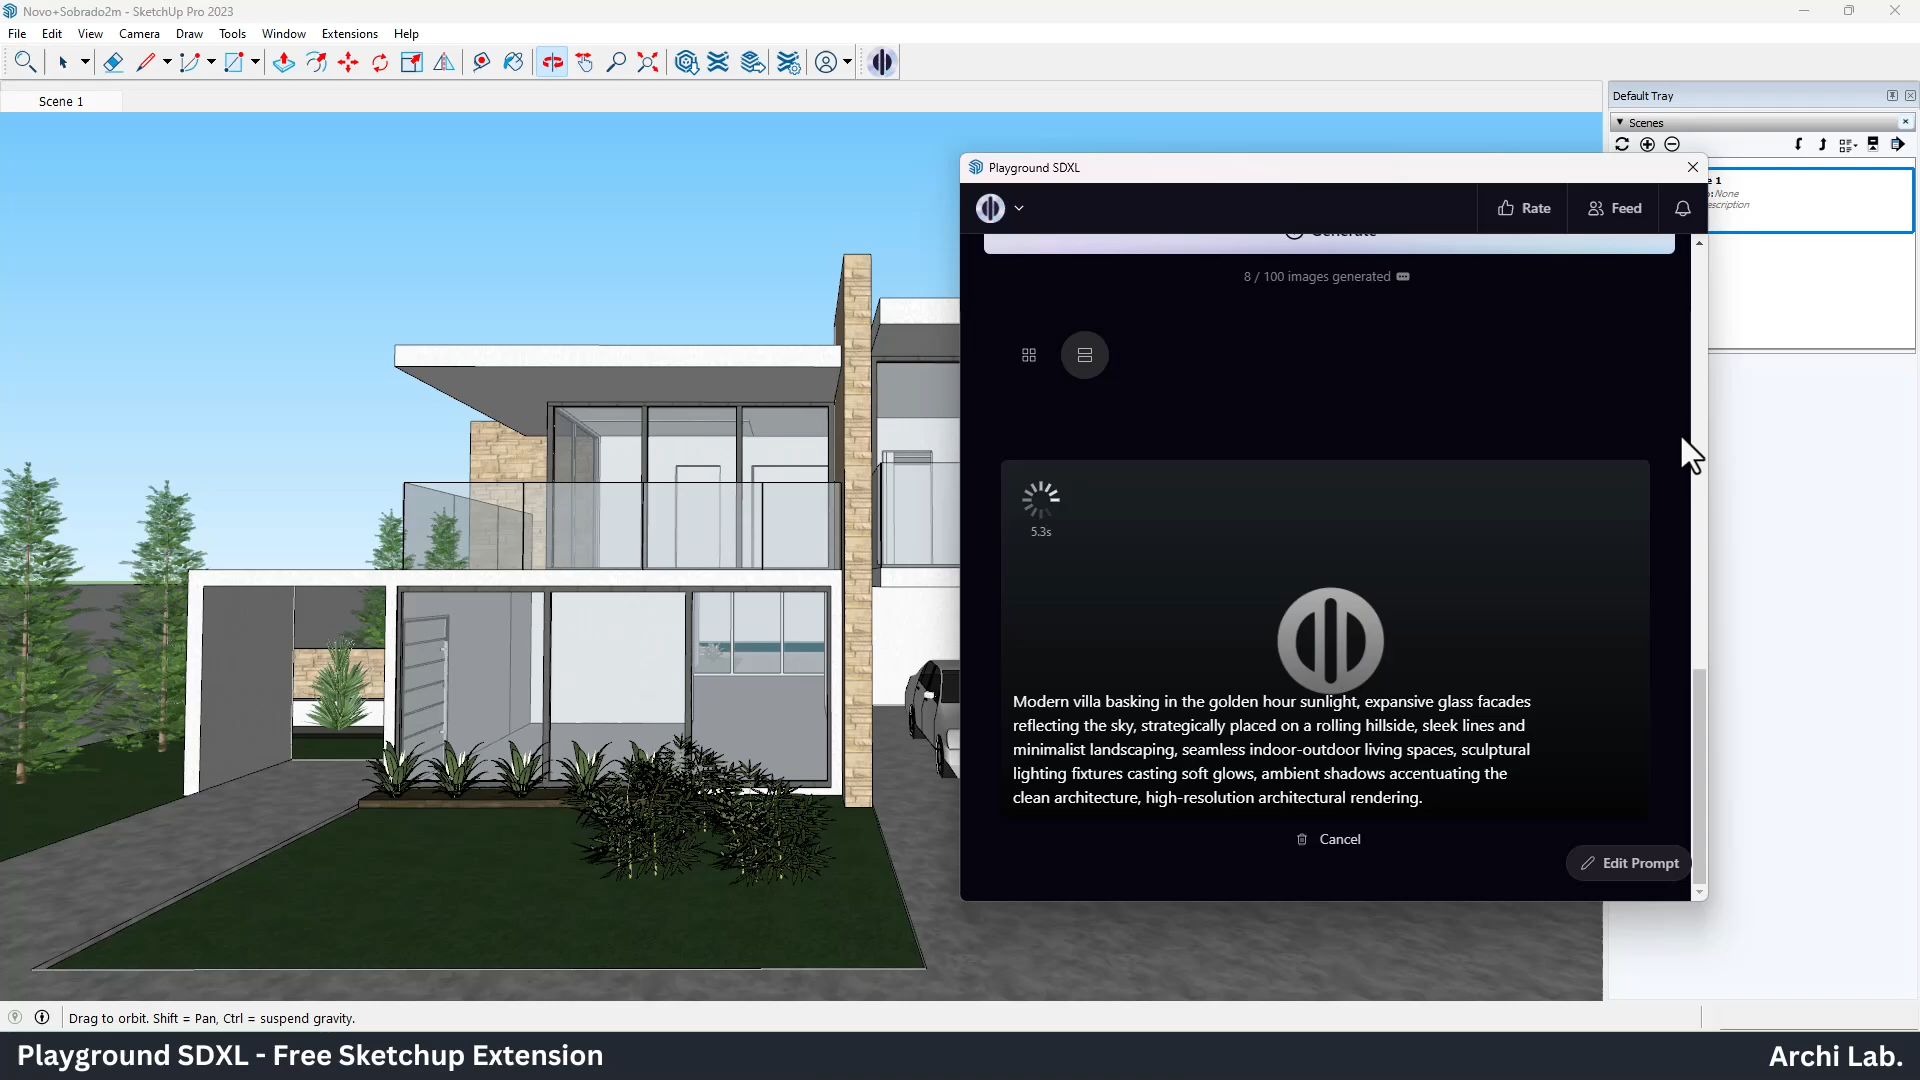 Novo+Sobrado2m - SketchUp Pro 2023
File Edit View Camera Draw Tools Window Extensions Help
Scene 1
Default Tray
Scenes
e 1
None
escription
Playground SDXL
Rate Feed
Generate
8 / 100 images generated
5.3s
Modern villa basking in the golden hour sunlight, expansive glass facades
reflecting the sky, strategically placed on a rolling hillside, sleek lines and
minimalist landscaping, seamless indoor-outdoor living spaces, sculptural
lighting fixtures casting soft glows, ambient shadows accentuating the
clean architecture, high-resolution architectural rendering.
Cancel
Edit Prompt
Drag to orbit. Shift = Pan, Ctrl = suspend gravity.
Playground SDXL - Free Sketchup Extension
Archi Lab.